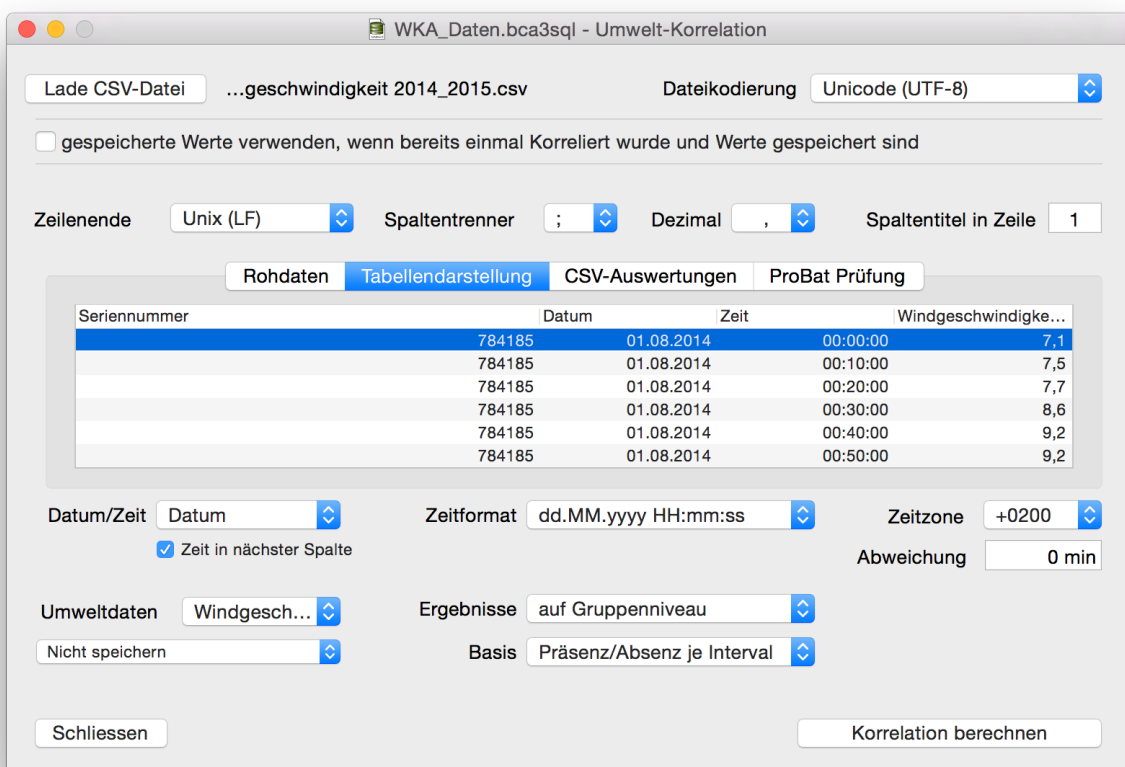 WKA_Daten.bca3sql - Umwelt-Korrelation
Lade CSV-Datei ...geschwindigkeit 2014_2015.csv Dateikodierung Unicode (UTF-8)
gespeicherte Werte verwenden, wenn bereits einmal Korreliert wurde und Werte gespeichert sind
Zeilenende Unix (LF) Spaltentrenner ; Dezimal , Spaltentitel in Zeile 1
Rohdaten Tabellendarstellung CSV-Auswertungen ProBat Prüfung
Seriennummer Datum Zeit Windgeschwindigke...
784185 01.08.2014 00:00:00 7,1
784185 01.08.2014 00:10:00 7,5
784185 01.08.2014 00:20:00 7,7
784185 01.08.2014 00:30:00 8,6
784185 01.08.2014 00:40:00 9,2
784185 01.08.2014 00:50:00 9,2
Datum/Zeit Datum Zeitformat dd.MM.yyyy HH:mm:ss Zeitzone +0200
Zeit in nächster Spalte Abweichung 0 min
Umweltdaten Windgesch... Ergebnisse auf Gruppenniveau
Nicht speichern Basis Präsenz/Absenz je Interval
Schliessen Korrelation berechnen